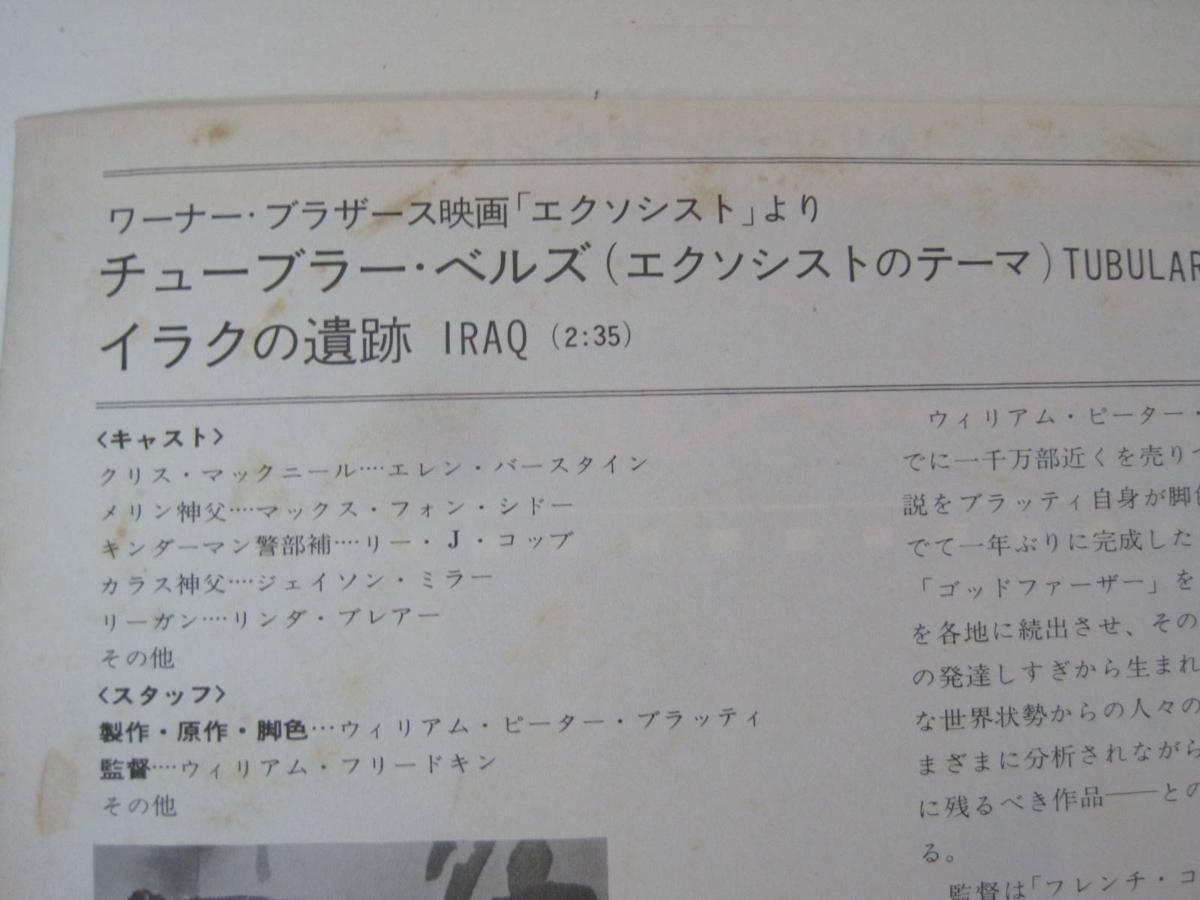 ワーナー・ブラザース映画「エクソシスト」より
チューブラー・ベルズ(エクソシストのテーマ)TUBULAR
イラクの遺跡 IRAQ (2:35)
〈キャスト〉
クリス・マックニール‥‥エレン・バースタイン
メリン神父‥‥マックス・フォン・シドー
キンダーマン警部補‥‥リー・J・コッブ
カラス神父‥‥ジェイソン・ミラー
リーガン‥‥リンダ・ブレアー
その他
〈スタッフ〉
製作・原作・脚色…ウィリアム・ピーター・ブラッティ
監督‥‥ウィリアム・フリードキン
その他
ウィリアム・ピーター・
でに一千万部近くを売りつ
説をブラッティ自身が脚色
でて一年ぶりに完成した
「ゴッドファーザー」を
を各地に続出させ、その
の発達しすぎから生まれ
な世界状勢からの人々の
まざまに分析されながら
に残るべき作品――との
る。
監督は「フレンチ・コ